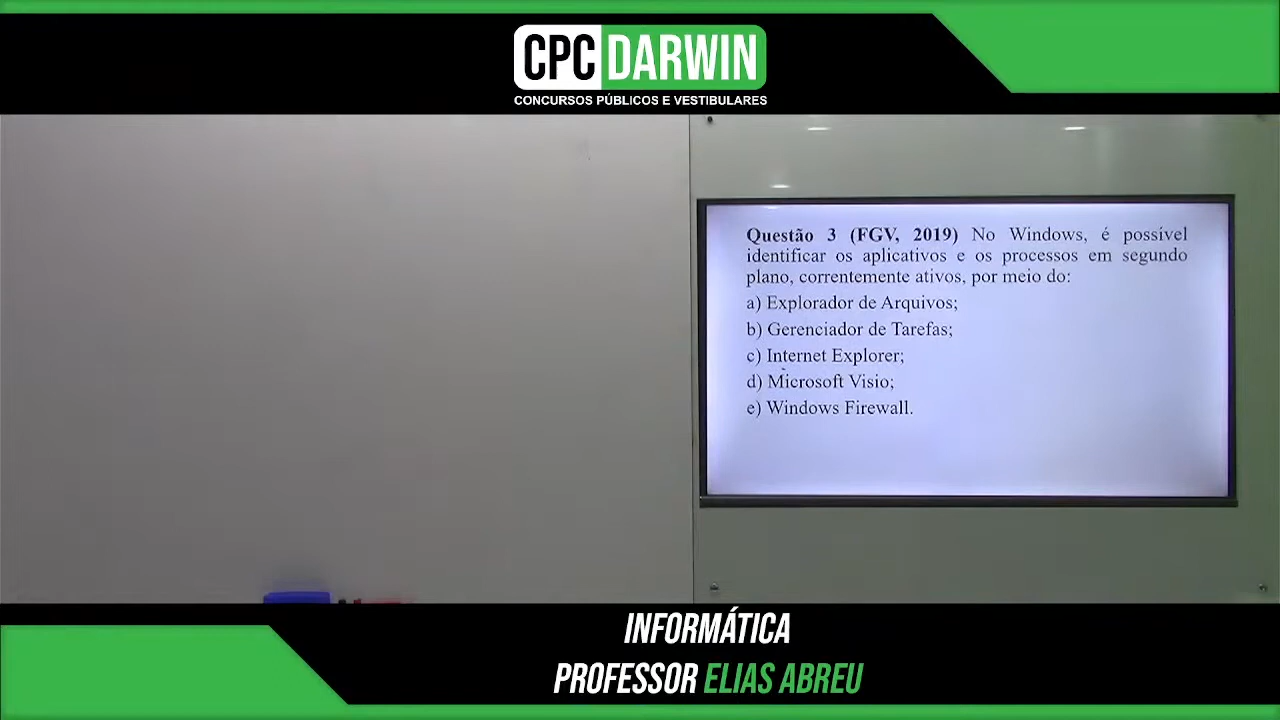 CPC DARWIN
CONCURSOS PÚBLICOS E VESTIBULARES
Questão 3 (FGV, 2019) No Windows, é possível
identificar os aplicativos e os processos em segundo
plano, correntemente ativos, por meio do:
a) Explorador de Arquivos;
b) Gerenciador de Tarefas;
c) Internet Explorer;
d) Microsoft Visio;
e) Windows Firewall.
INFORMÁTICA
PROFESSOR ELIAS ABREU